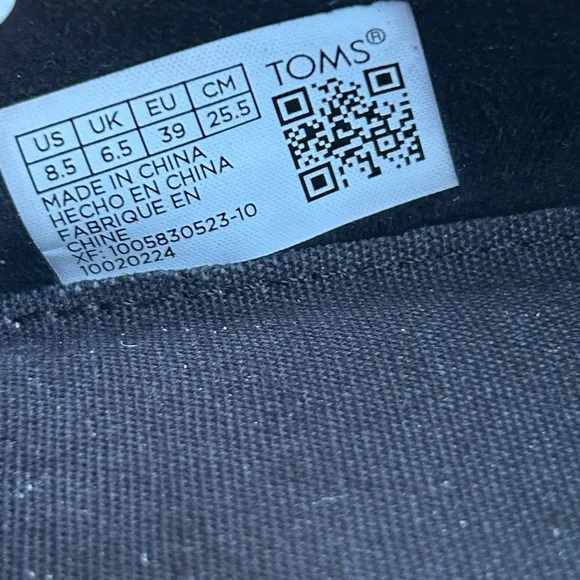 TOMS®
US UK EU CM
8.5 6.5 39 25.5
MADE IN CHINA
HECHO EN CHINA
FABRIQUE EN
CHINE
XF: 1005830523-10
10020224